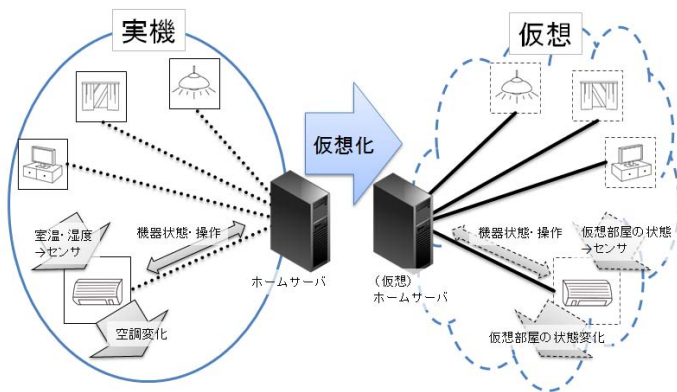 実機
仮想
仮想化
室温・湿度
→センサ
機器状態・操作
空調変化
ホームサーバ
(仮想)
ホームサーバ
機器状態・操作
仮想部屋の状態
→センサ
仮想部屋の状態変化